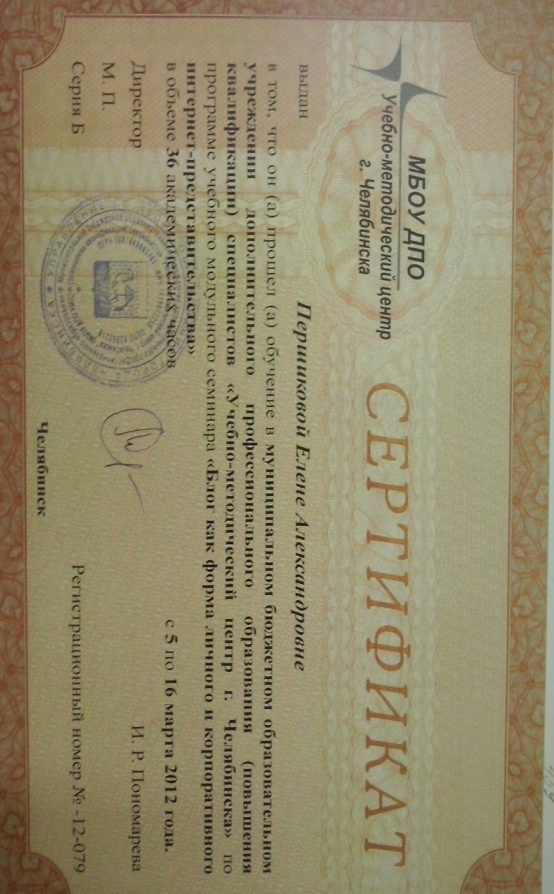 МБОУ ДПО
Учебно-методический центр
г. Челябинска
СЕРТИФИКАТ
выдан
Першиковой Елене Александровне
в том, что он (а) прошел (а) обучение в муниципальном бюджетном образовательном
учреждении дополнительного профессионального образования (повышения
квалификации) специалистов «Учебно-методический центр г. Челябинска» по
программе учебного модульного семинара «Блог как форма личного и корпоративного
интернет-представительства»
в объеме 36 академических часов
с 5 по 16 марта 2012 года.
Директор
И. Р. Пономарева
М. П.
Серия Б
Регистрационный номер № -12-079
Челябинск